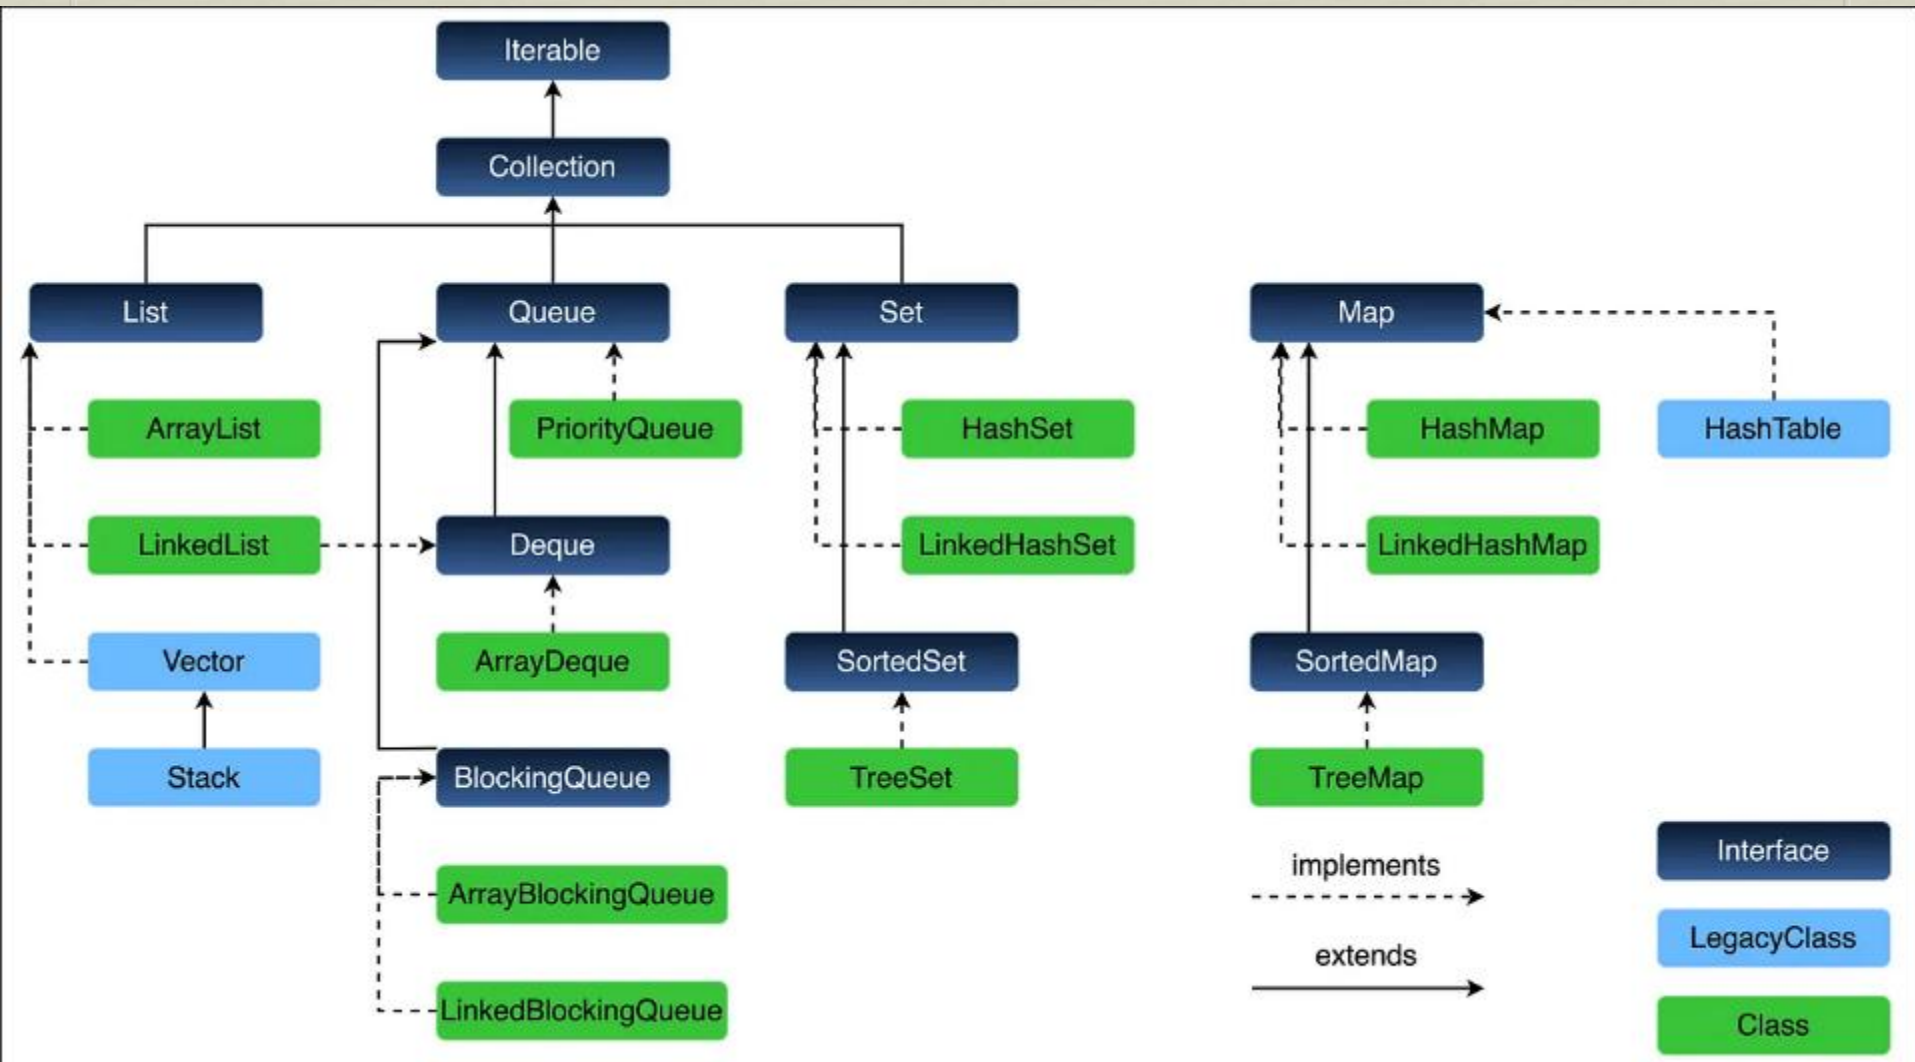 Iterable
Collection
List
Queue
Set
Map
ArrayList
PriorityQueue
HashSet
HashMap
HashTable
LinkedList
Deque
LinkedHashSet
LinkedHashMap
Vector
ArrayDeque
SortedSet
SortedMap
Stack
BlockingQueue
TreeSet
TreeMap
ArrayBlockingQueue
LinkedBlockingQueue
implements
extends
Interface
LegacyClass
Class